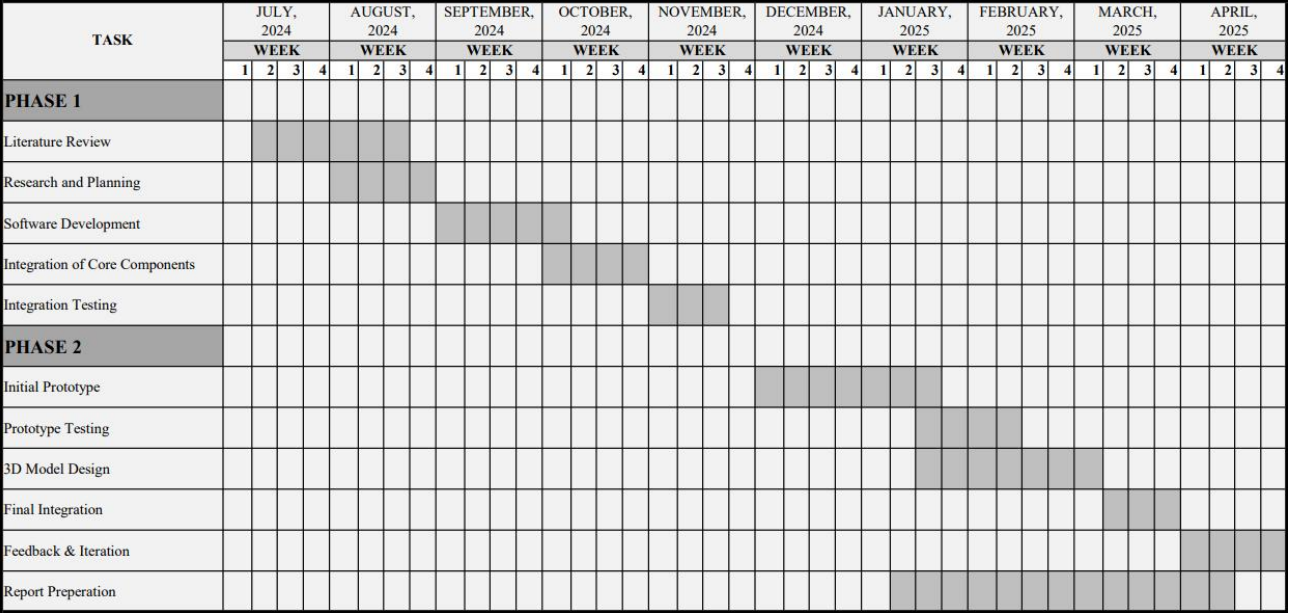 TASK
JULY, 2024 AUGUST, 2024 SEPTEMBER, 2024 OCTOBER, 2024 NOVEMBER, 2024 DECEMBER, 2024 JANUARY, 2025 FEBRUARY, 2025 MARCH, 2025 APRIL, 2025
WEEK WEEK WEEK WEEK WEEK WEEK WEEK WEEK WEEK WEEK
1 2 3 4 1 2 3 4 1 2 3 4 1 2 3 4 1 2 3 4 1 2 3 4 1 2 3 4 1 2 3 4 1 2 3 4 1 2 3 4
PHASE 1
Literature Review
Research and Planning
Software Development
Integration of Core Components
Integration Testing
PHASE 2
Initial Prototype
Prototype Testing
3D Model Design
Final Integration
Feedback & Iteration
Report Preperation